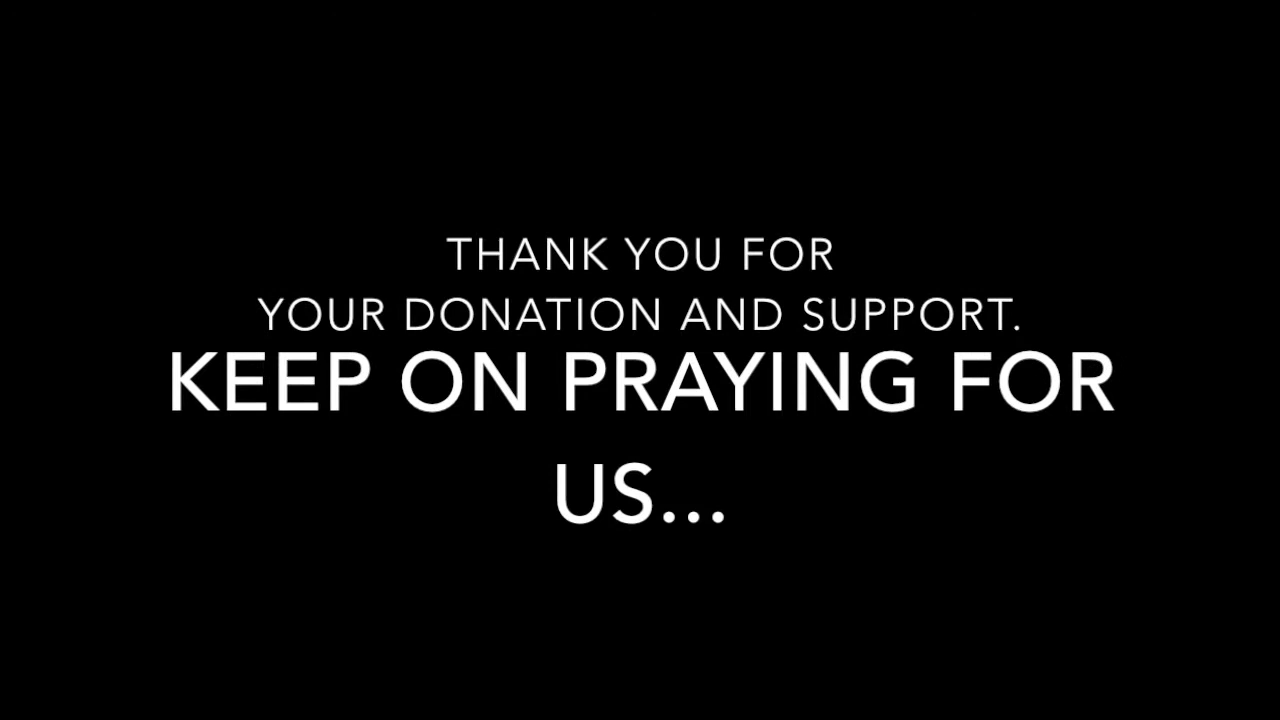 THANK YOU FOR
YOUR DONATION AND SUPPORT.
KEEP ON PRAYING FOR
US...